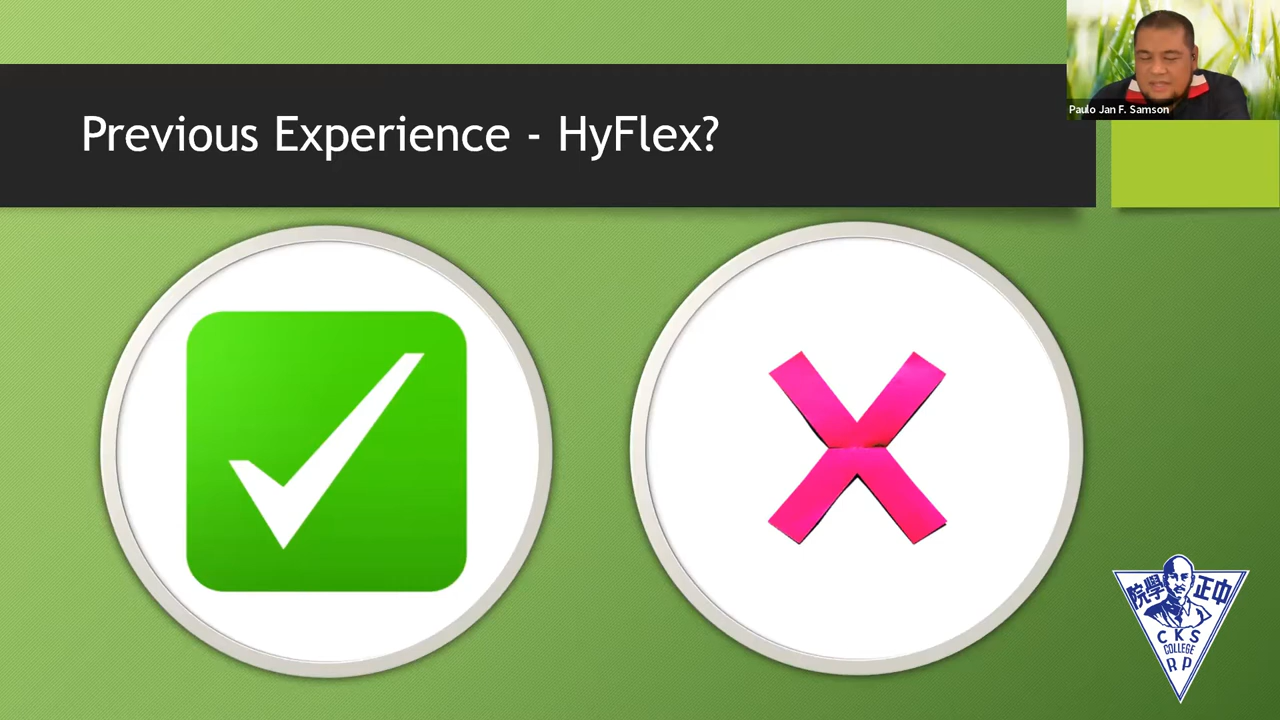 Paulo Jan F. Samson
Previous Experience - HyFlex?
院學 正中
CKS
COLLEGE
RP